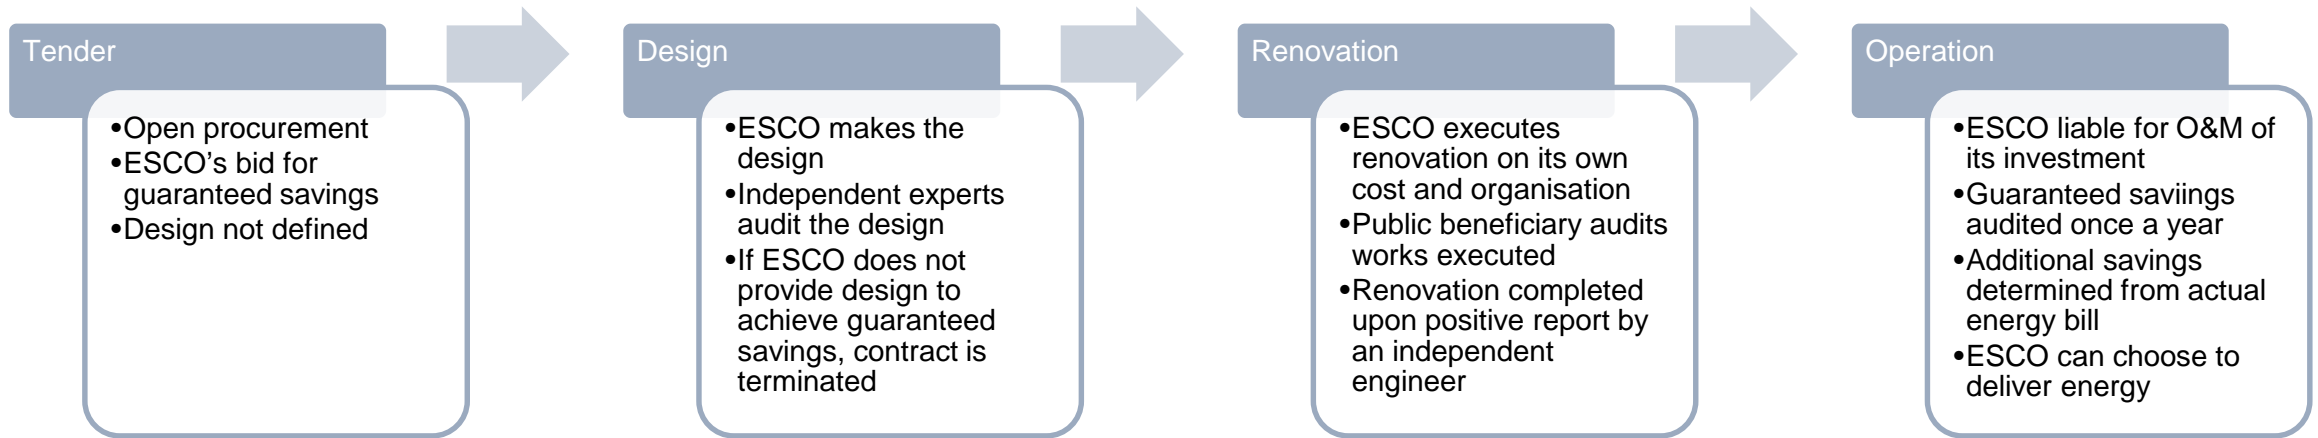 Tender
•Open procurement
•ESCO’s bid for
guaranteed savings
•Design not defined
Design
•ESCO makes the
design
•Independent experts
audit the design
•If ESCO does not
provide design to
achieve guaranteed
savings, contract is
terminated
Renovation
•ESCO executes
renovation on its own
cost and organisation
•Public beneficiary audits
works executed
•Renovation completed
upon positive report by
an independent
engineer
Operation
•ESCO liable for O&M of
its investment
•Guaranteed saviings
audited once a year
•Additional savings
determined from actual
energy bill
•ESCO can choose to
deliver energy